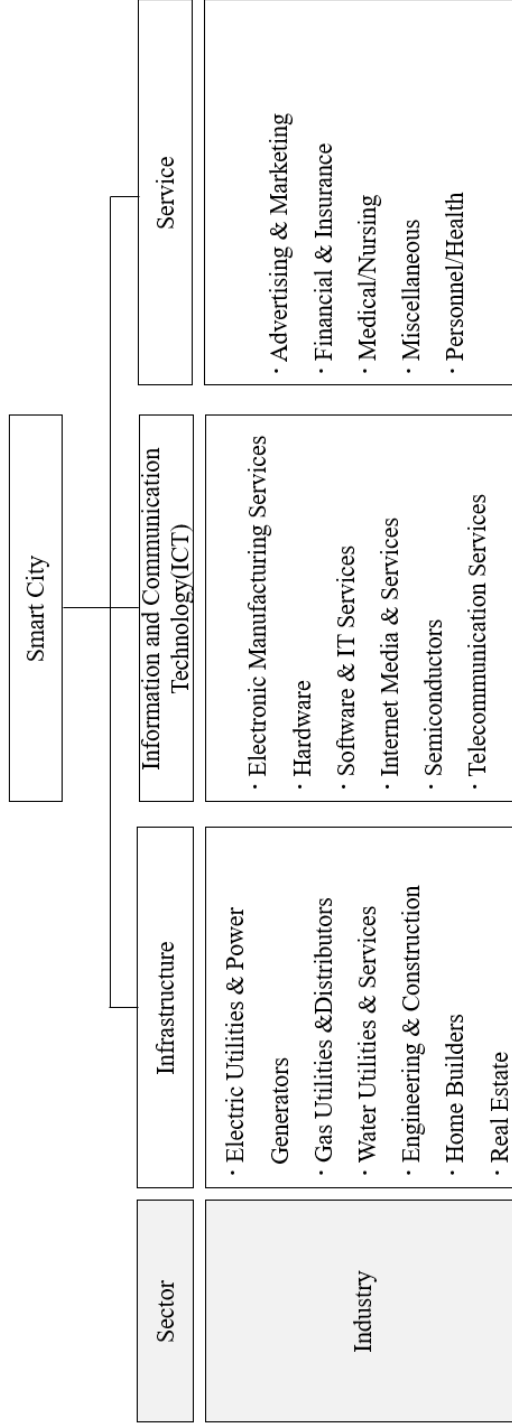 Smart City
Sector
Infrastructure
Information and Communication
Technology(ICT)
Service
Industry
· Electric Utilities & Power
Generators
· Gas Utilities &Distributors
· Water Utilities & Services
· Engineering & Construction
· Home Builders
· Real Estate
· Electronic Manufacturing Services
· Hardware
· Software & IT Services
· Internet Media & Services
· Semiconductors
· Telecommunication Services
· Advertising & Marketing
· Financial & Insurance
· Medical/Nursing
· Miscellaneous
· Personnel/Health